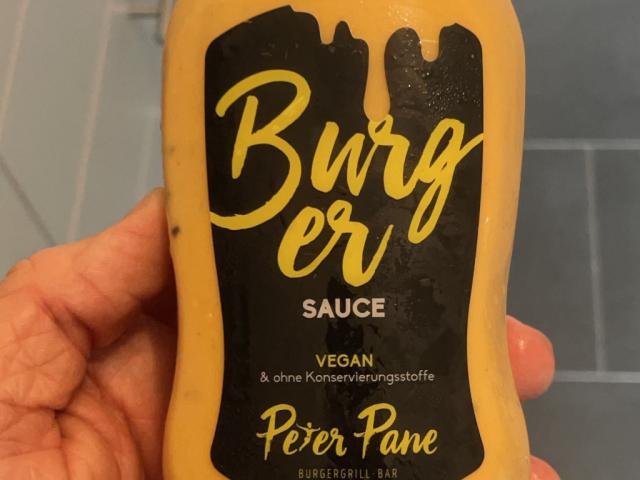 Burg
er
SAUCE
VEGAN
& ohne Konservierungsstoffe
Peter Pane
BURGERGRILL · BAR